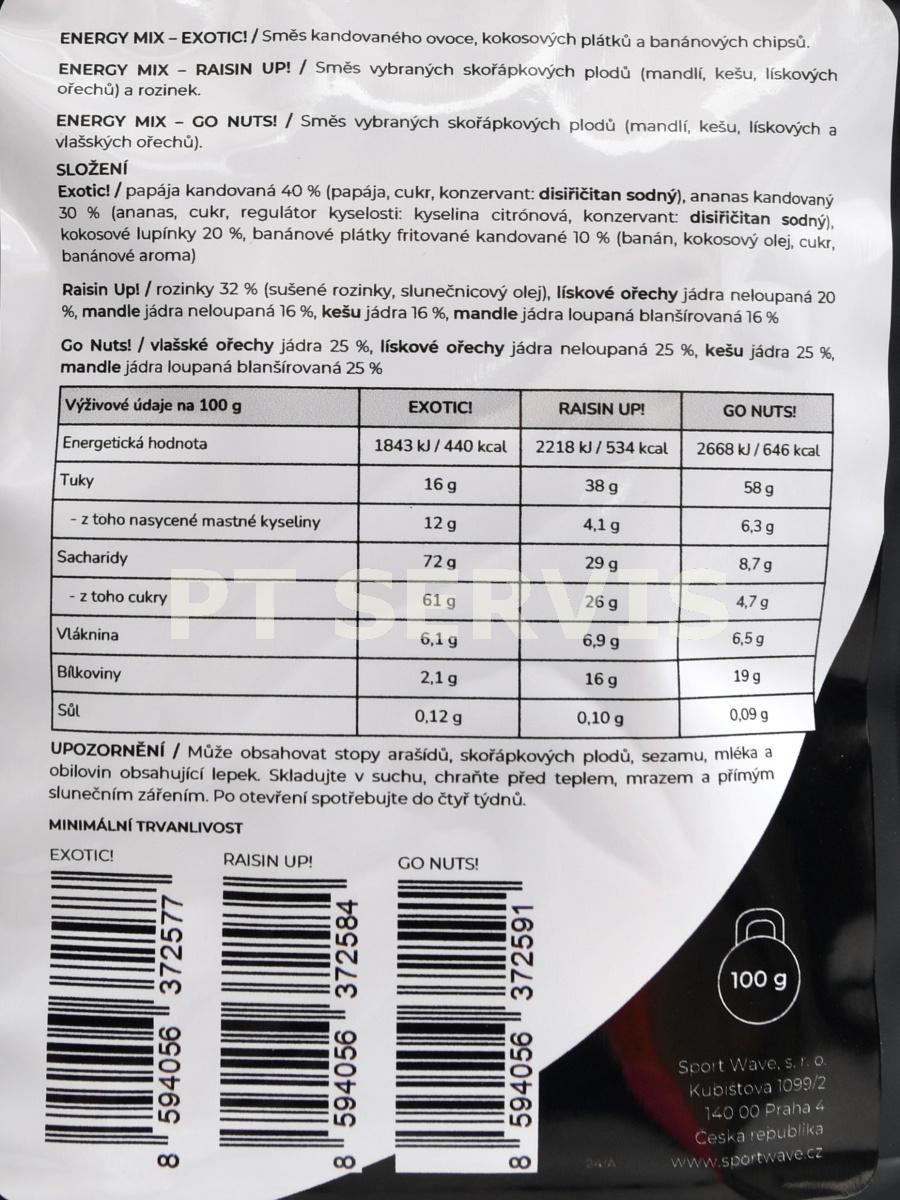 ENERGY MIX – EXOTIC! / Směs kandovaného ovoce, kokosových plátků a banánových chipsů.
ENERGY MIX – RAISIN UP! / Směs vybraných skořápkových plodů (mandlí, kešu, lískových
ořechů) a rozinek.
ENERGY MIX – GO NUTS! / Směs vybraných skořápkových plodů (mandlí, kešu, lískových a
vlašských ořechů).
SLOŽENÍ
Exotic! / papája kandovaná 40 % (papája, cukr, konzervant: disiřičitan sodný), ananas kandovaný
30 % (ananas, cukr, regulátor kyselosti: kyselina citrónová, konzervant: disiřičitan sodný),
kokosové lupínky 20 %, banánové plátky fritované kandované 10 % (banán, kokosový olej, cukr,
banánové aroma)
Raisin Up! / rozinky 32 % (sušené rozinky, slunečnicový olej), lískové ořechy jádra neloupaná 20
%, mandle jádra neloupaná 16 %, kešu jádra 16 %, mandle jádra loupaná blanšírovaná 16 %
Go Nuts! / vlašské ořechy jádra 25 %, lískové ořechy jádra neloupaná 25 %, kešu jádra 25 %,
mandle jádra loupaná blanšírovaná 25 %
Výživové údaje na 100 g EXOTIC! RAISIN UP! GO NUTS!
Energetická hodnota 1843 kJ / 440 kcal 2218 kJ / 534 kcal 2668 kJ / 646 kcal
Tuky 16 g 38 g 58 g
- z toho nasycené mastné kyseliny 12 g 4,1 g 6,3 g
Sacharidy 72 g 29 g 8,7 g
- z toho cukry 61 g 26 g 4,7 g
PT SERVIS
Vláknina 6,1 g 6,9 g 6,5 g
Bílkoviny 2,1 g 16 g 19 g
Sůl 0,12 g 0,10 g 0,09 g
UPOZORNĚNÍ / Může obsahovat stopy arašídů, skořápkových plodů, sezamu, mléka a
obilovin obsahující lepek. Skladujte v suchu, chraňte před teplem, mrazem a přímým
slunečním zářením. Po otevření spotřebujte do čtyř týdnů.
MINIMÁLNÍ TRVANLIVOST
EXOTIC! RAISIN UP! GO NUTS!
8 594056 372577
8 594056 372584
8 594056 372591
100 g
Sport Wave, s. r. o.
Kubištova 1099/2
140 00 Praha 4
Česká republika
www.sportwave.cz